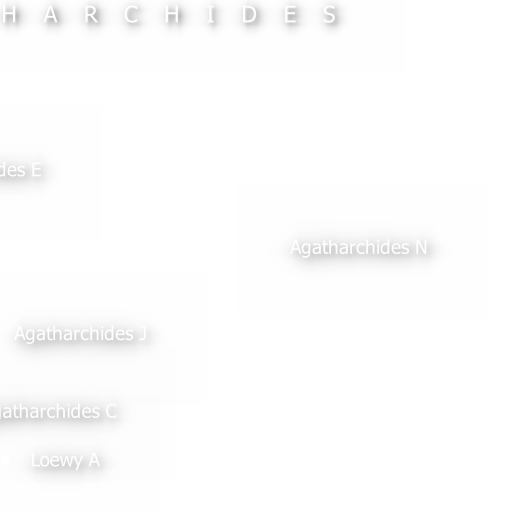 H A R C H I D E S
des E
Agatharchides N
Agatharchides J
gatharchides C
Loewy A